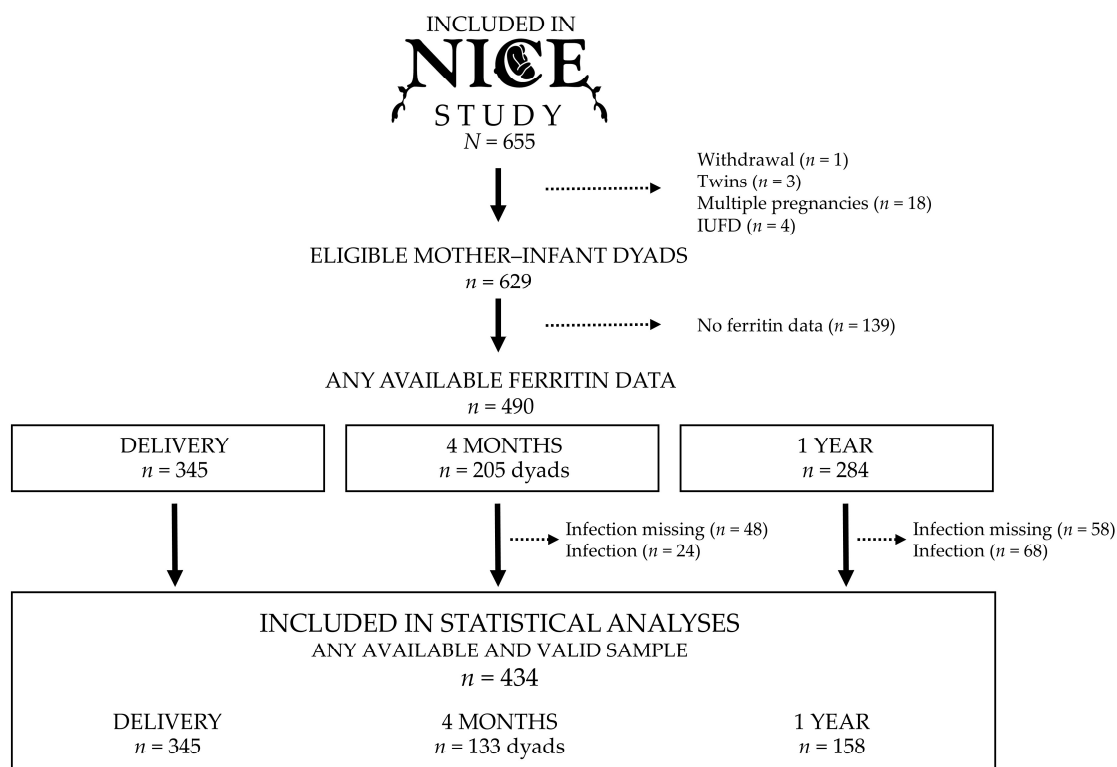 INCLUDED IN
NICE
STUDY
N = 655
Withdrawal (n = 1)
Twins (n = 3)
Multiple pregnancies (n = 18)
IUFD (n = 4)
ELIGIBLE MOTHER–INFANT DYADS
n = 629
No ferritin data (n = 139)
ANY AVAILABLE FERRITIN DATA
n = 490
DELIVERY
n = 345
4 MONTHS
n = 205 dyads
1 YEAR
n = 284
Infection missing (n = 48)
Infection (n = 24)
Infection missing (n = 58)
Infection (n = 68)
INCLUDED IN STATISTICAL ANALYSES
ANY AVAILABLE AND VALID SAMPLE
n = 434
DELIVERY
n = 345
4 MONTHS
n = 133 dyads
1 YEAR
n = 158